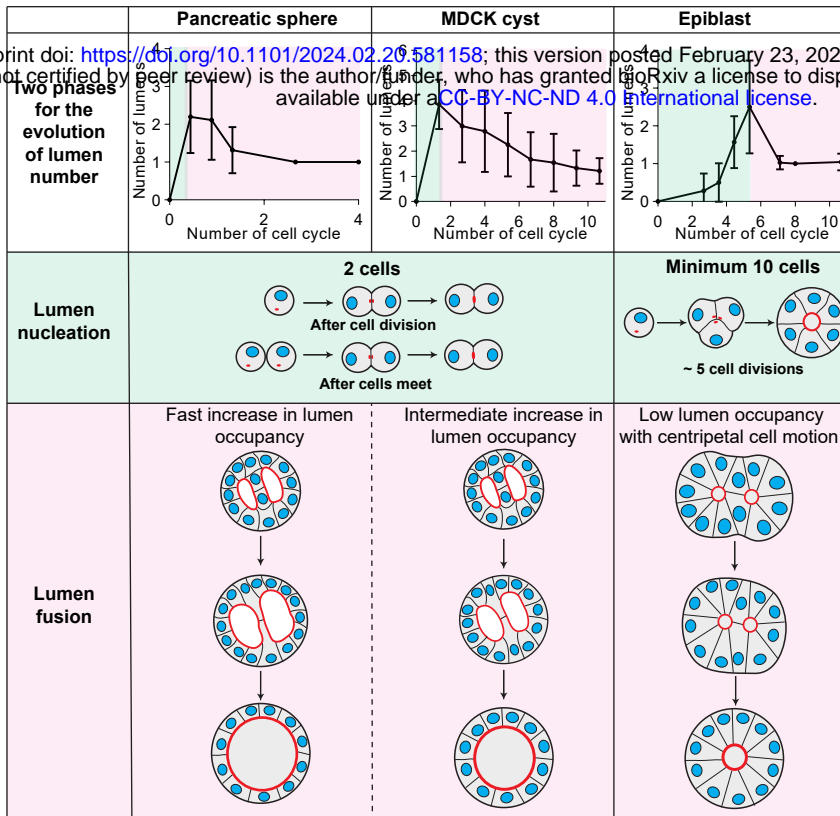 Pancreatic sphere MDCK cyst Epiblast
print doi: https://doi.org/10.1101/2024.02.20.581158; this version posted February 23, 202
not certified by peer review) is the author/funder, who has granted bioRxiv a license to disp
available under aCC-BY-NC-ND 4.0 International license.
Two phases
for the
evolution
of lumen
number
Number of lumens
4
3
2
1
0
0 2 4
Number of cell cycle
Number of lumens
6
5
4
3
2
1
0
0 2 4 6 8 10
Number of cell cycle
Number of lumens
4
3
2
1
0
0 2 4 6 8 10
Number of cell cycle
Lumen
nucleation
2 cells
After cell division
After cells meet
Minimum 10 cells
~ 5 cell divisions
Lumen
fusion
Fast increase in lumen
occupancy
Intermediate increase in
lumen occupancy
Low lumen occupancy
with centripetal cell motion